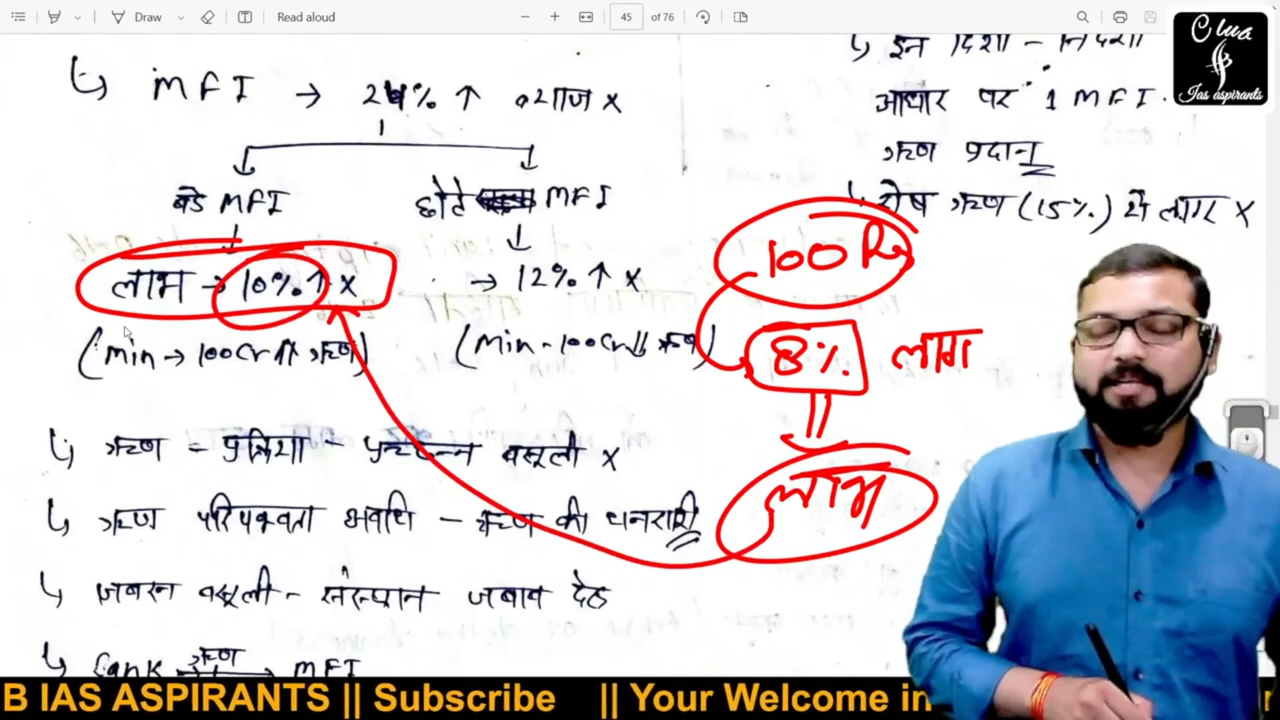 Draw
Read aloud
45 of 76
Clua
Ias aspirants
↳ MFI → 24% ↑ ब्याज x
बडे MFI
छोटे MFI
लाभ → 10% ↑ x
→ 12% ↑ x
(min → 100cr ↑↑ ऋण)
(min - 100cr ↓↓ ऋण)
↳ ऋण - प्रक्रिया - वसूली x
↳ ऋण परिपक्वता अवधि - ऋण की धनराशि
↳ जबरन वसूली - संस्थान जवाब देह
↳ Bank ऋण → MFI
↳ इन दिशा - निर्देशों
आधार पर 1 MFI
ऋण प्रदान
↳ शेष ऋण (15%) से लागू x
100 Rs
8% लाभ
लाभ
B IAS ASPIRANTS || Subscribe || Your Welcome in